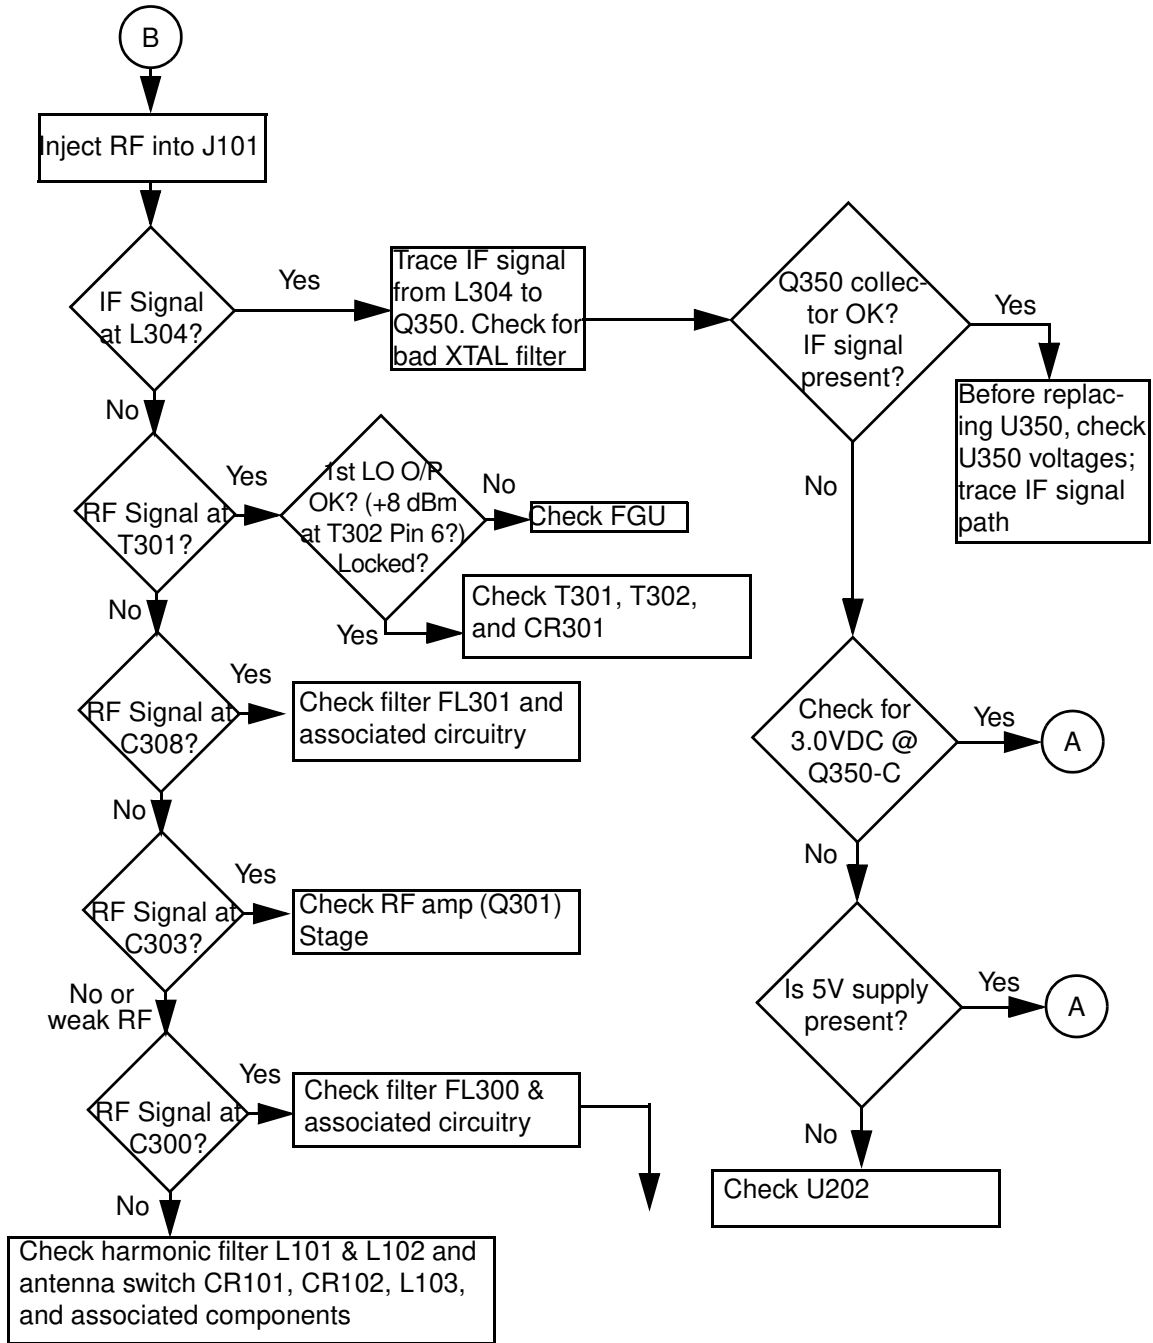 B
Inject RF into J101
IF Signal
at L304?
Yes
Trace IF signal
from L304 to
Q350. Check for
bad XTAL filter
Q350 collec-
tor OK?
IF signal
present?
Yes
Before replac-
ing U350, check
U350 voltages;
trace IF signal
path
No
No
RF Signal at
T301?
Yes
1st LO O/P
OK? (+8 dBm
at T302 Pin 6?)
Locked?
No
Check FGU
Yes
Check T301, T302,
and CR301
No
RF Signal at
C308?
Yes
Check filter FL301 and
associated circuitry
Check for
3.0VDC @
Q350-C
Yes
A
No
No
RF Signal at
C303?
Yes
Check RF amp (Q301)
Stage
Is 5V supply
present?
Yes
A
No or
weak RF
RF Signal at
C300?
Yes
Check filter FL300 &
associated circuitry
No
Check U202
No
Check harmonic filter L101 & L102 and
antenna switch CR101, CR102, L103,
and associated components